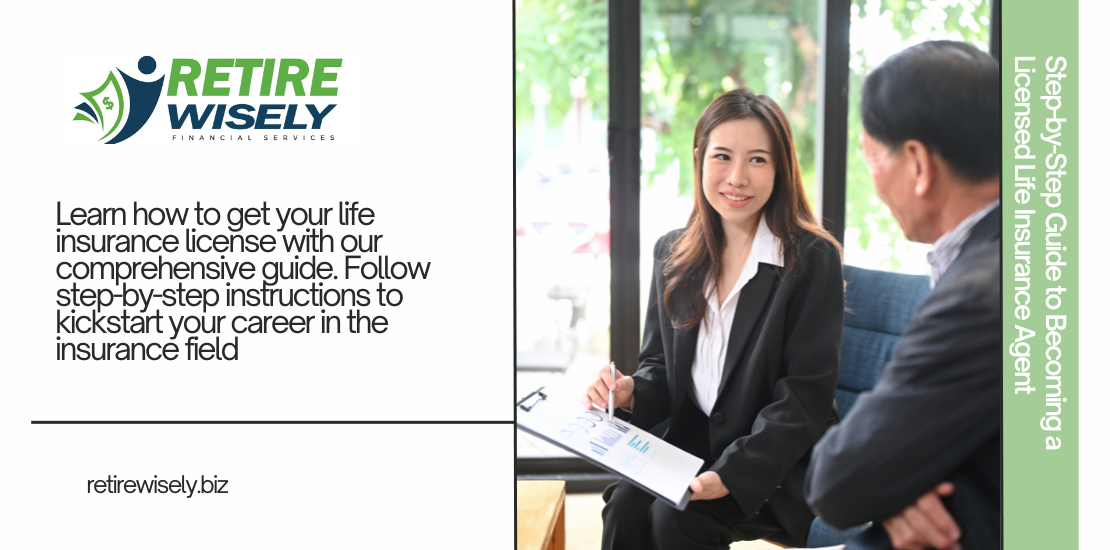 RETIRE
WISELY
FINANCIAL SERVICES
Learn how to get your life
insurance license with our
comprehensive guide. Follow
step-by-step instructions to
kickstart your career in the
insurance field
retirewisely.biz
Step-by-Step Guide to Becoming a
Licensed Life Insurance Agent